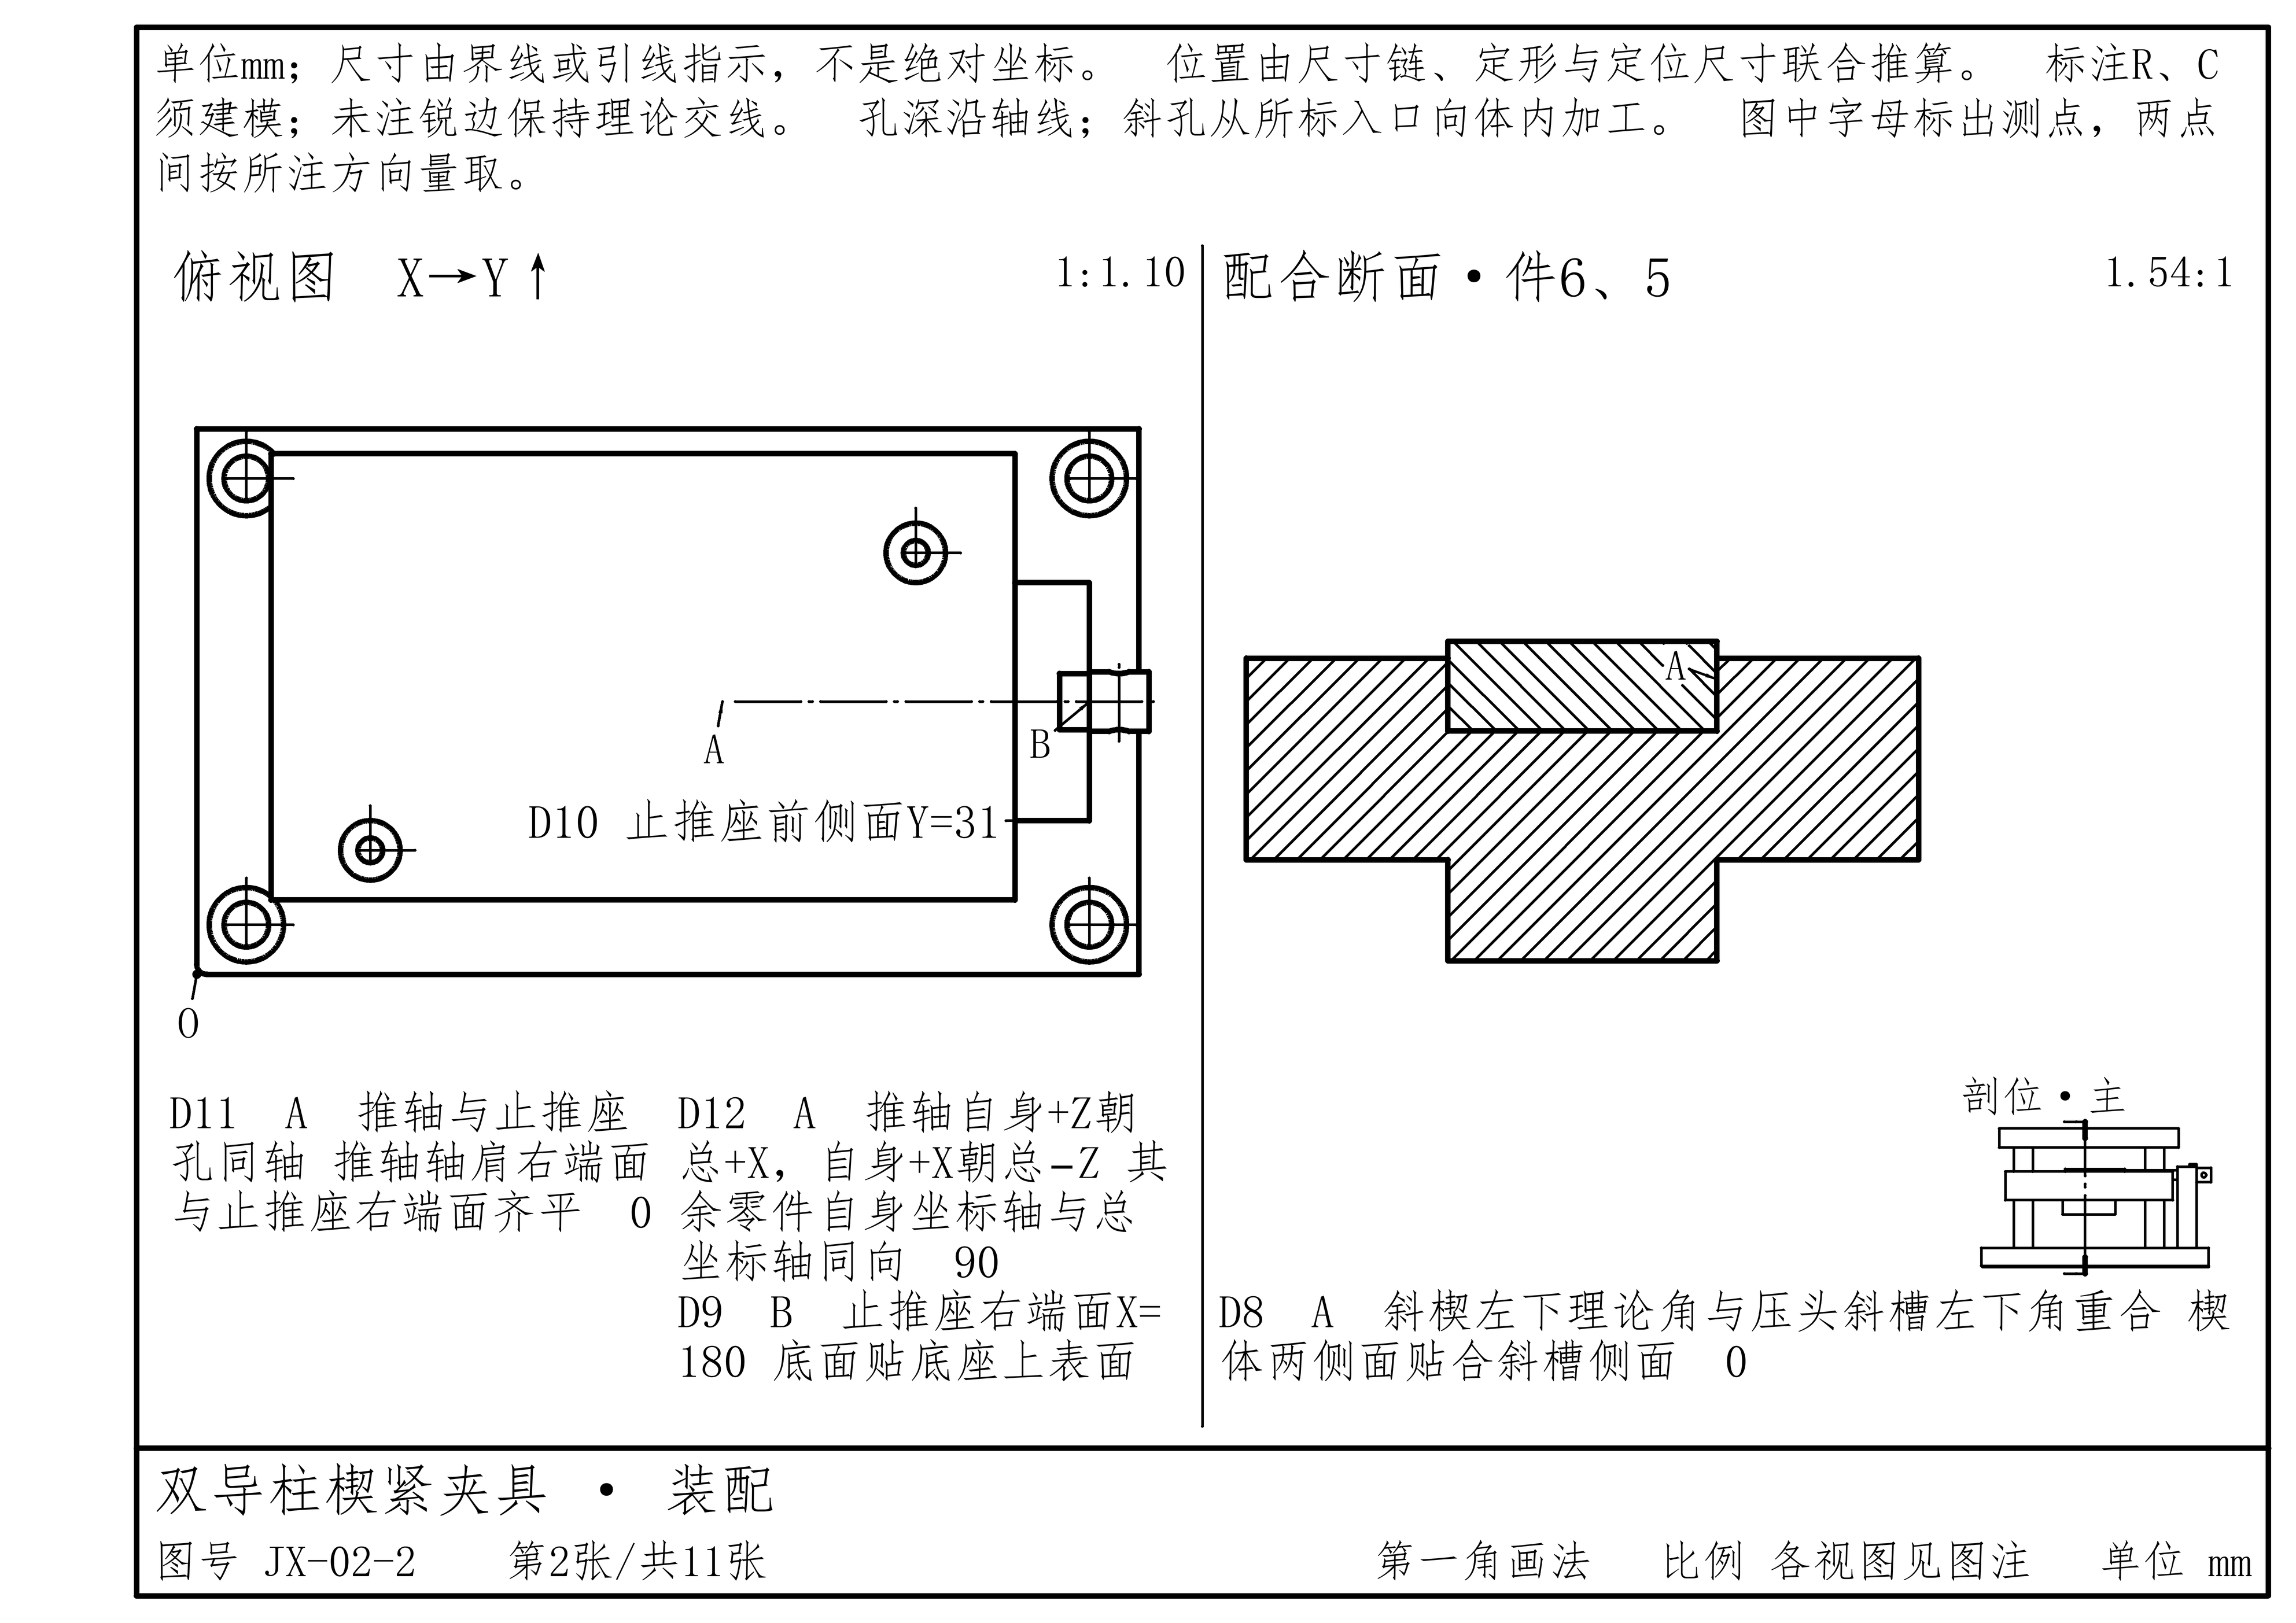 单位mm；尺寸由界线或引线指示，不是绝对坐标。 位置由尺寸链、定形与定位尺寸联合推算。 标注R、C
须建模；未注锐边保持理论交线。 孔深沿轴线；斜孔从所标入口向体内加工。 图中字母标出测点，两点
间按所注方向量取。
俯视图 X→Y↑
1:1.10
配合断面·件6、5
1.54:1
A
A
B
D10 止推座前侧面Y=31
O
剖位·主
D11 A 推轴与止推座
孔同轴 推轴轴肩右端面
与止推座右端面齐平 0
D12 A 推轴自身+Z朝
总+X，自身+X朝总-Z 其
余零件自身坐标轴与总
坐标轴同向 90
D9 B 止推座右端面X=
180 底面贴底座上表面
D8 A 斜楔左下理论角与压头斜槽左下角重合 楔
体两侧面贴合斜槽侧面 0
双导柱楔紧夹具 · 装配
图号 JX-02-2 第2张/共11张
第一角画法 比例 各视图见图注 单位 mm